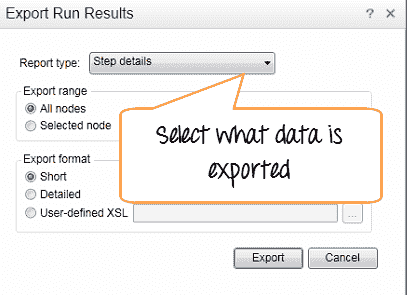 Export Run Results
Report type: Step details
Export range
All nodes
Selected node
Select what data is
exported
Export format
Short
Detailed
User-defined XSL ...
Export Cancel